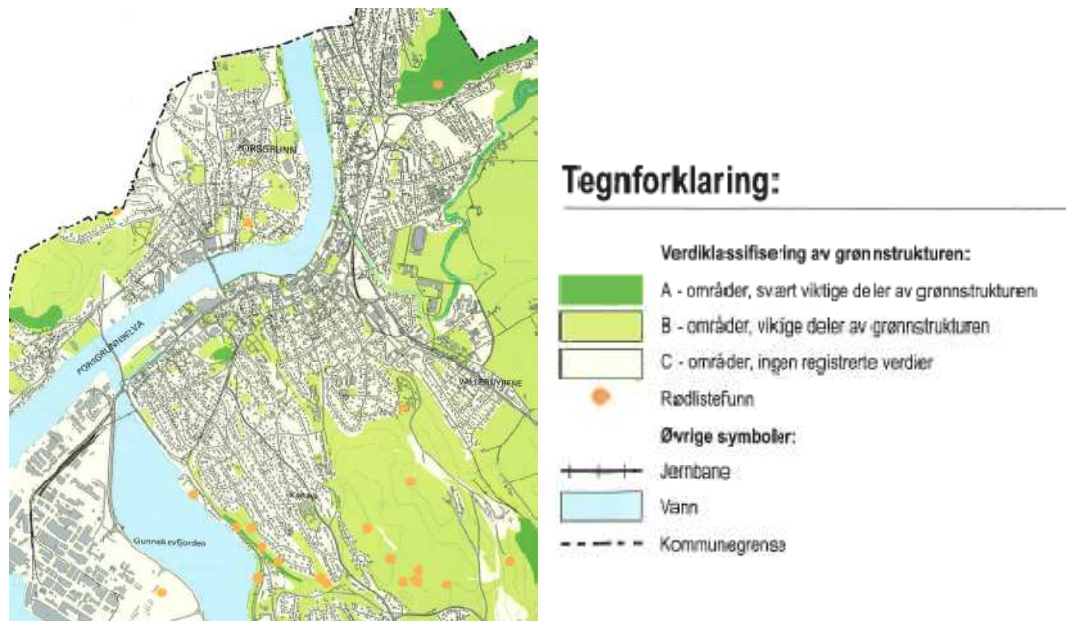 PORSGRUNN
PORSGRUNNSELVA
VALLERMYRENE
Gunnekevfjorden
Tegnforklaring:
Verdiklassifisering av grønnstrukturen:
A - områder, svært viktige deler av grønnstrukturen
B - områder, viktige deler av grønnstrukturen
C - områder, ingen registrerte verdier
Rødlistefunn
Øvrige symboler:
Jernbane
Vann
Kommunegrense